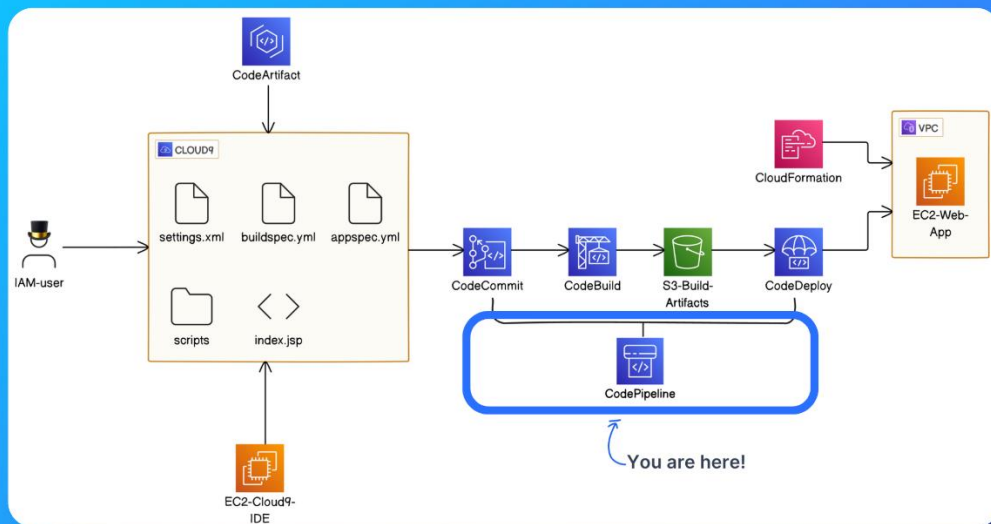 CodeArtifact
CLOUD9
settings.xml
buildspec.yml
appspec.yml
scripts
index.jsp
IAM-user
EC2-Cloud9-
IDE
CodeCommit
CodeBuild
S3-Build-
Artifacts
CodeDeploy
CloudFormation
VPC
EC2-Web-
App
CodePipeline
You are here!